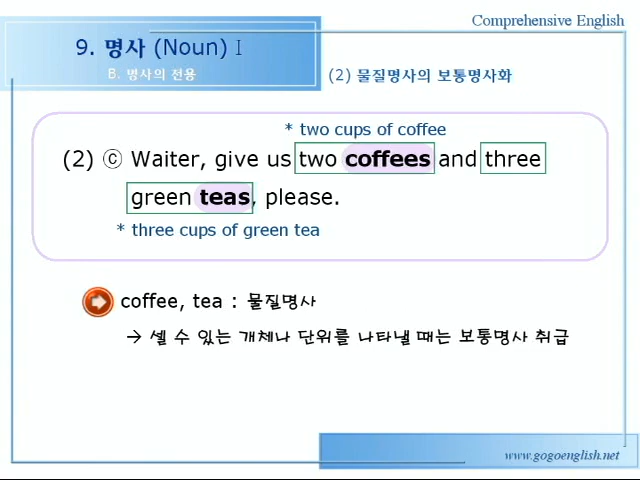 Comprehensive English
9. 명사 (Noun) I
B. 명사의 전용
(2) 물질명사의 보통명사화
* two cups of coffee
(2) ⓒ Waiter, give us two coffees and three
green teas, please.
* three cups of green tea
coffee, tea : 물질명사
→ 셀 수 있는 개체나 단위를 나타낼 때는 보통명사 취급
www.gogoenglish.net